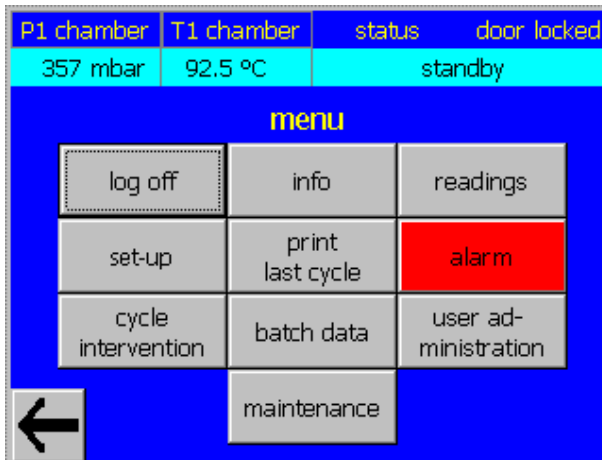 P1 chamber T1 chamber status door locked
357 mbar 92.5 ºC standby
menu
log off info readings
set-up print
last cycle alarm
cycle
intervention batch data user ad-
ministration
maintenance